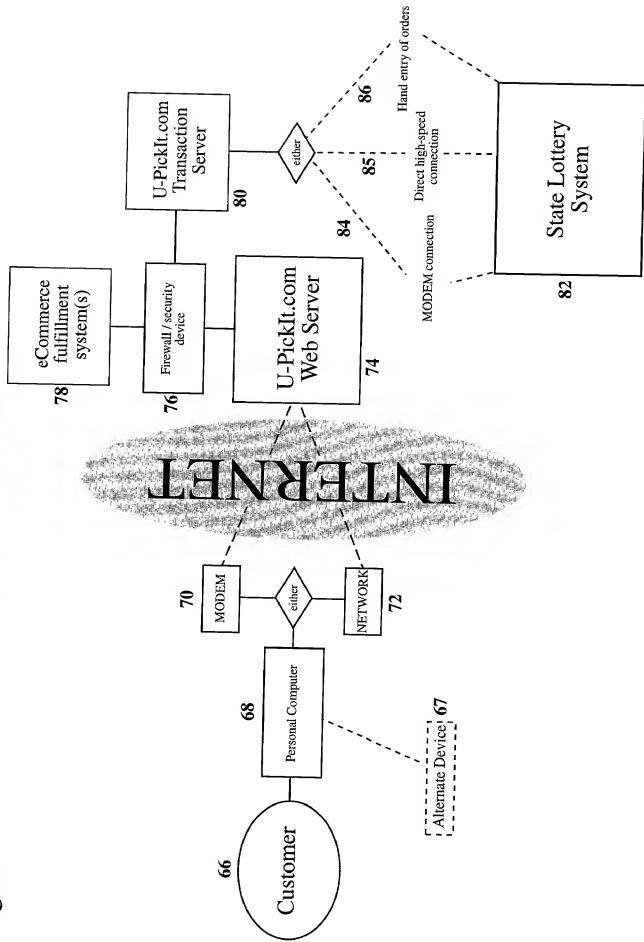 66
Customer
68
Personal Computer
Alternate Device
67
70
MODEM
either
NETWORK
72
INTERNET
78
eCommerce
fulfillment
system(s)
76
Firewall / security
device
U-PickIt.com
Web Server
74
U-PickIt.com
Transaction
Server
80
either
84
85
86
MODEM connection
Direct high-speed
connection
Hand entry of orders
82
State Lottery
System